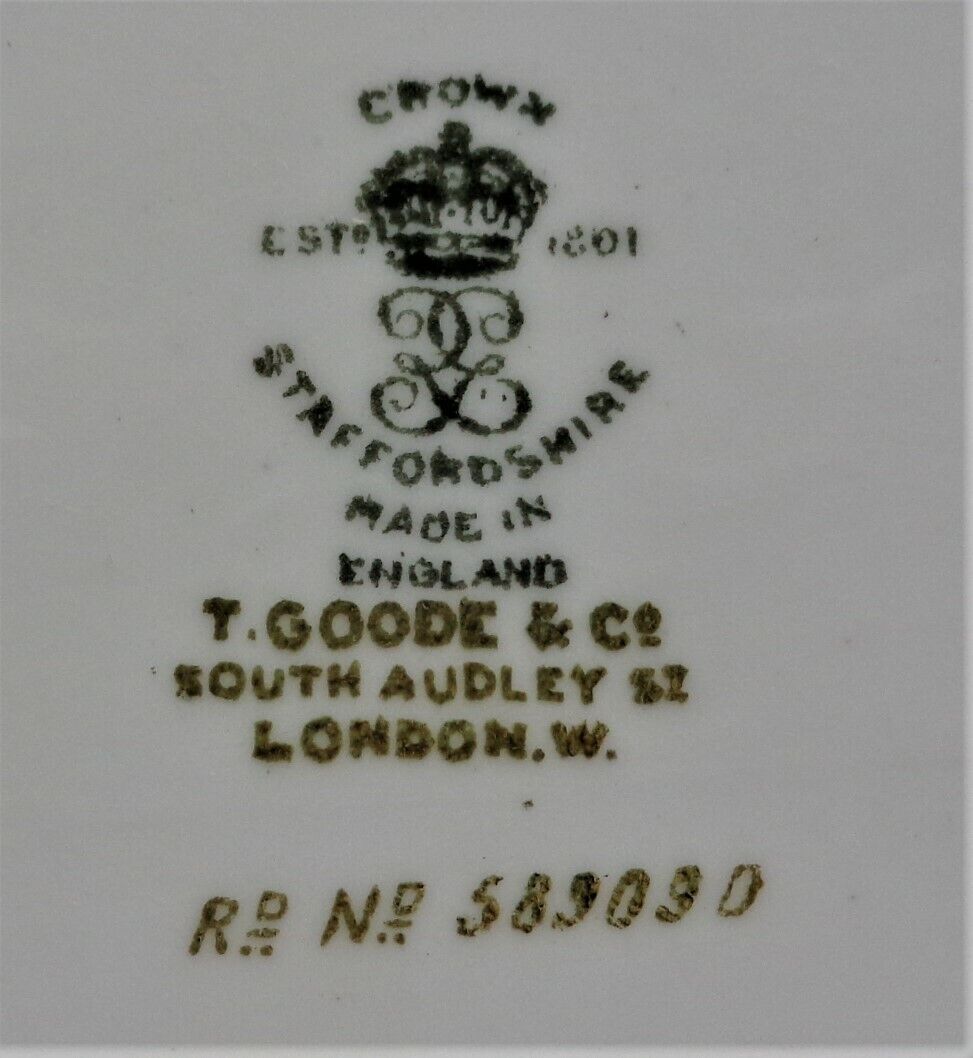 CROWN
ESTD 1801
STAFFORDSHIRE
MADE IN
ENGLAND
T. GOODE & Co
SOUTH AUDLEY ST
LONDON. W.
RD No 589090